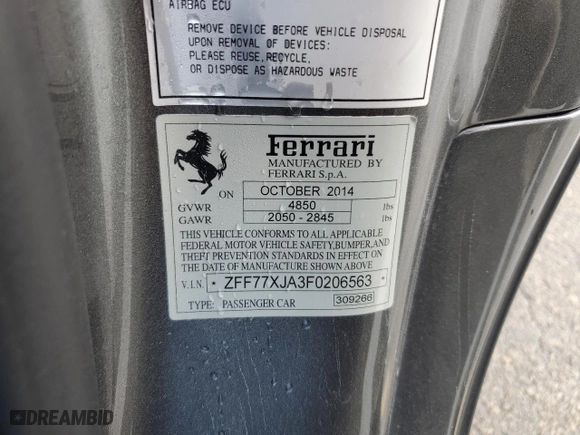 AIRBAG ECU
REMOVE DEVICE BEFORE VEHICLE DISPOSAL
UPON REMOVAL OF DEVICES:
PLEASE REUSE, RECYCLE,
OR DISPOSE AS HAZARDOUS WASTE
Ferrari
MANUFACTURED BY
FERRARI S.p.A.
ON OCTOBER 2014
GVWR 4850 lbs
GAWR 2050 - 2845 lbs
THIS VEHICLE CONFORMS TO ALL APPLICABLE
FEDERAL MOTOR VEHICLE SAFETY, BUMPER, AND
THEFT PREVENTION STANDARDS IN EFFECT ON
THE DATE OF MANUFACTURE SHOWN ABOVE
V.I.N. * ZFF77XJA3F0206563 *
TYPE: PASSENGER CAR 309266
DREAMBID